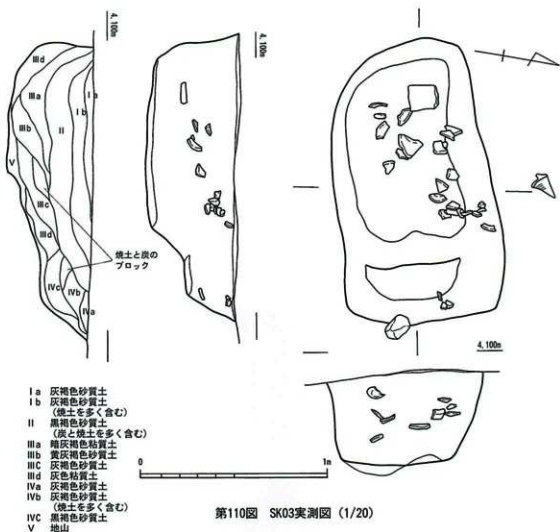 4.100m
4.100m
Ⅲd
Ⅰa
Ⅲa
Ⅰb
Ⅱ
Ⅲb
Ⅴ
Ⅲc
Ⅲd
焼土と炭の
ブロック
Ⅳc
Ⅳb
Ⅳa
4.100m
Ⅰa 灰褐色砂質土
Ⅰb 灰褐色砂質土
(焼土を多く含む)
Ⅱ 黒褐色砂質土
(炭と焼土を多く含む)
Ⅲa 暗灰褐色粘質土
Ⅲb 黄灰褐色砂質土
ⅢC 灰褐色砂質土
Ⅲd 灰色粘質土
Ⅳa 灰褐色砂質土
Ⅳb 灰褐色砂質土
(焼土を多く含む)
ⅣC 黒褐色砂質土
Ⅴ 地山
0 1m
第110図 SK03実測図 (1/20)